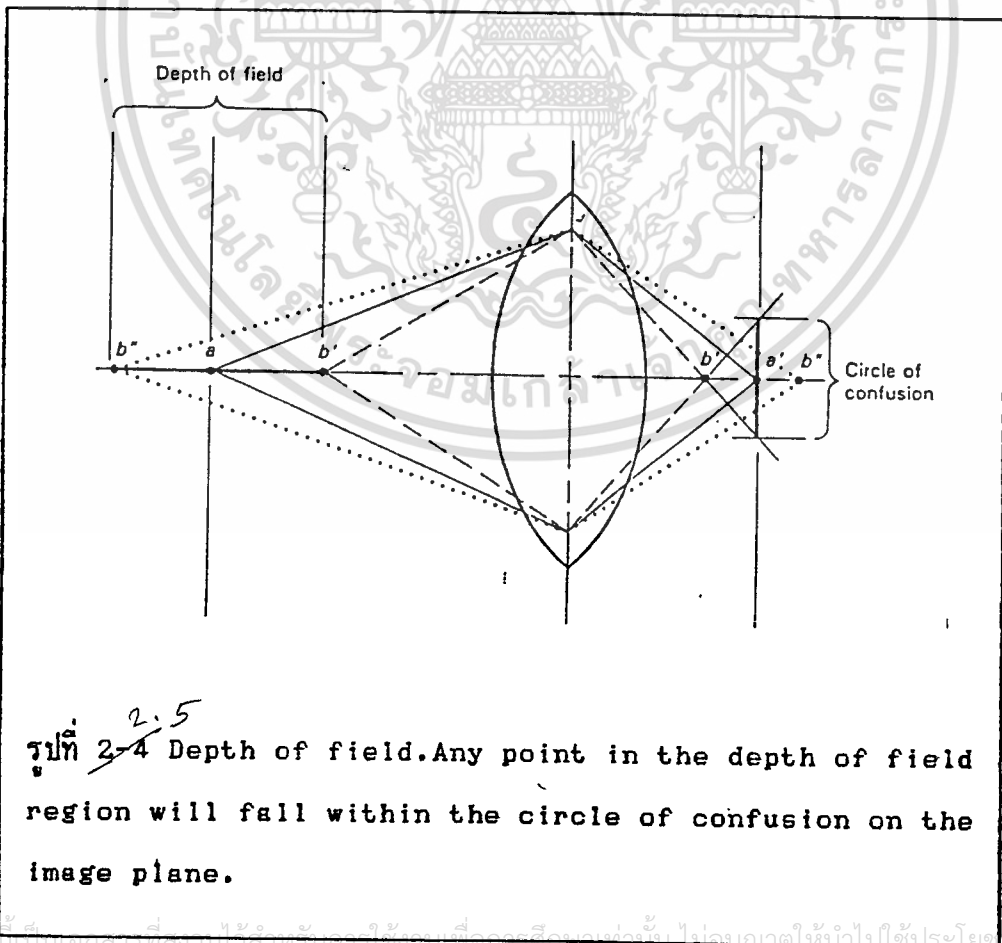 Depth of field
b"
a
b'
b'
a'
b"
Circle of
confusion
2.5
รูปที่ 2-4 Depth of field.Any point in the depth of field
region will fall within the circle of confusion on the
image plane.